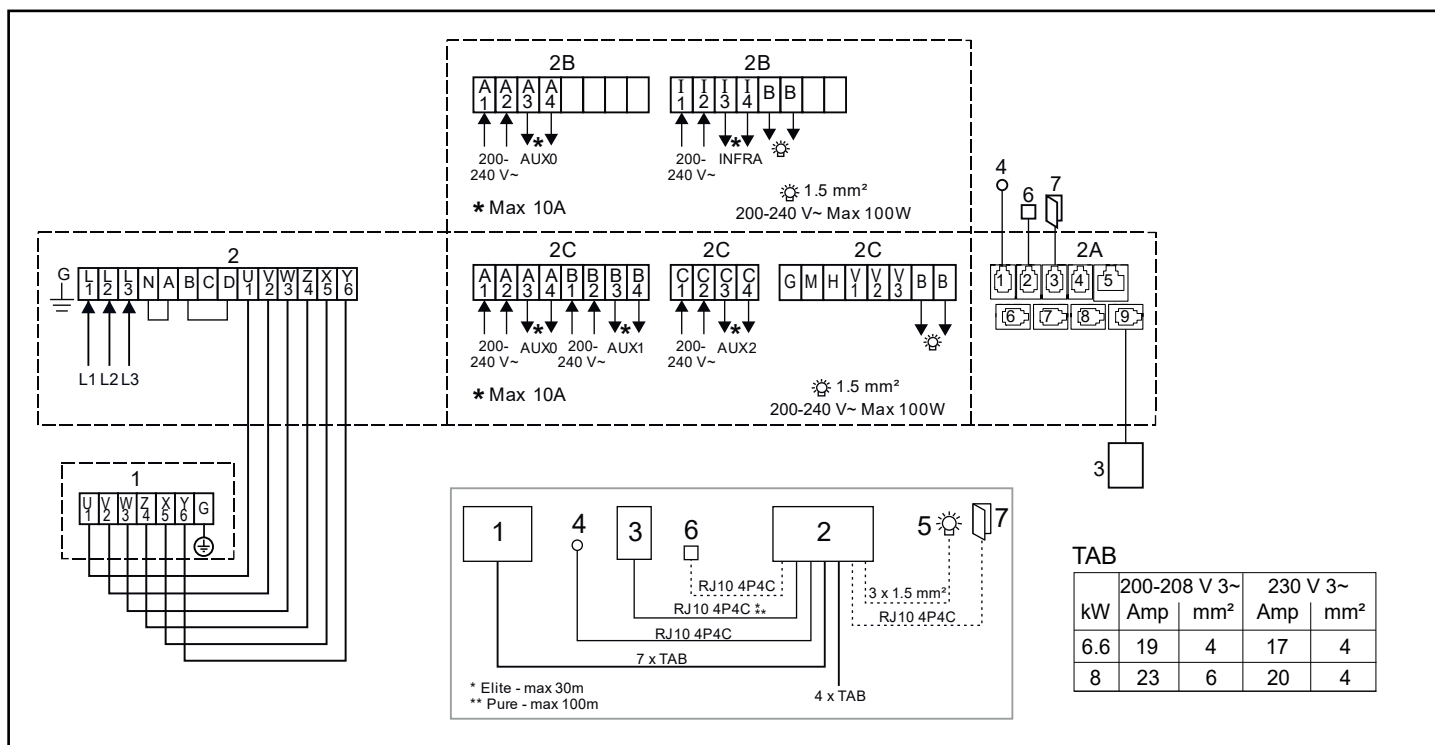 2B
A1 A2 A3 A4
200-240 V~
* AUX0
* Max 10A
2B
I1 I2 I3 I4 B B
200-240 V~
* INFRA
1.5 mm²
200-240 V~ Max 100W
2
G L1 L2 L3 N A B C D U1 V2 W3 Z4 X5 Y6
L1 L2 L3
2C
A1 A2 A3 A4 B1 B2 B3 B4
200-240 V~
* AUX0
200-240 V~
* AUX1
* Max 10A
2C
C1 C2 C3 C4
200-240 V~
* AUX2
2C
G M H V1 V2 V3 B B
1.5 mm²
200-240 V~ Max 100W
4
6
7
2A
1 2 3 4 5
6 7 8 9
3
1
U1 V2 W3 Z4 X5 Y6 G
1 4 3 6 2 5 7
RJ10 4P4C
3 x 1.5 mm²
RJ10 4P4C * **
RJ10 4P4C
RJ10 4P4C
7 x TAB
4 x TAB
* Elite - max 30m
** Pure - max 100m
TAB
200-208 V 3~ 230 V 3~
kW Amp mm² Amp mm²
6.6 19 4 17 4
8 23 6 20 4